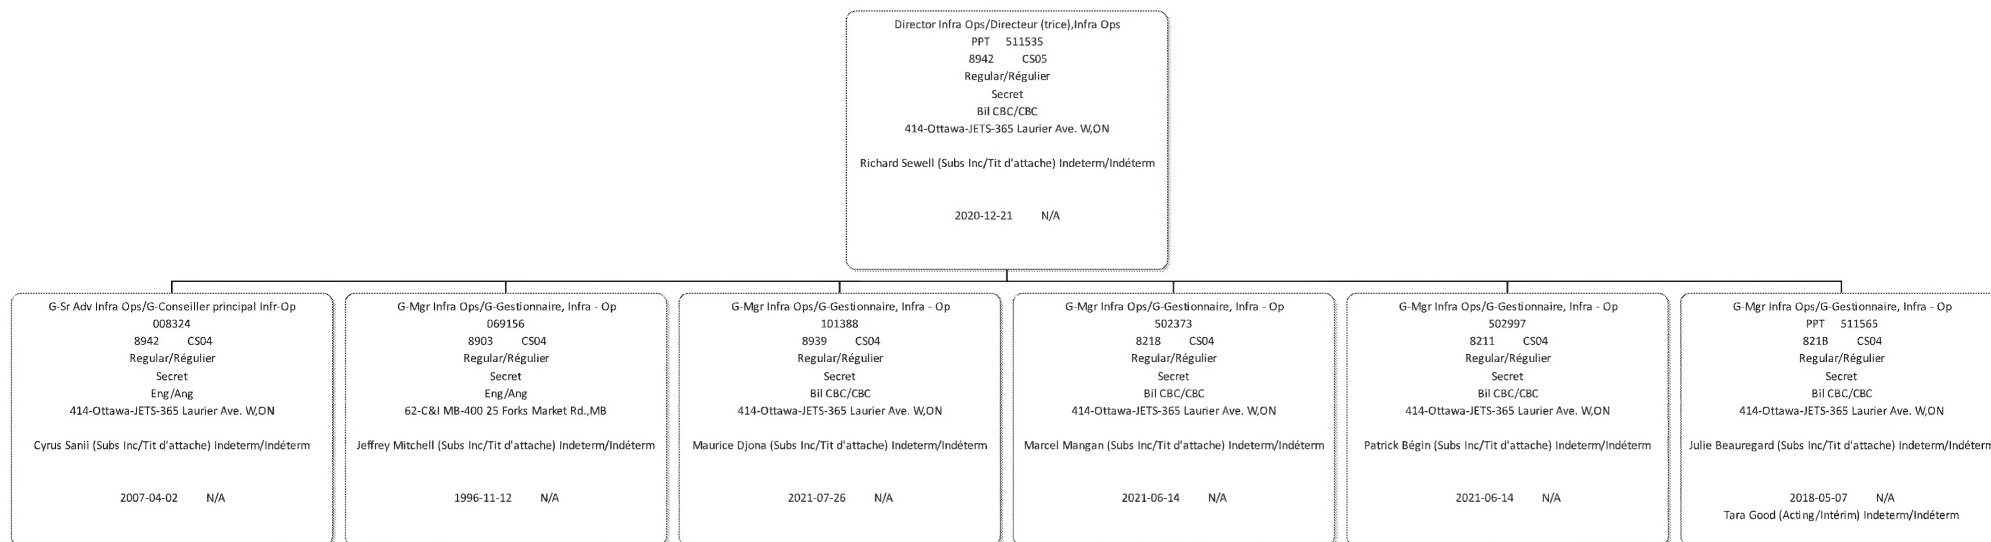 Director Infra Ops/Directeur (trice),Infra Ops
PPT 511535
8942 CS05
Regular/Régulier
Secret
Bil CBC/CBC
414-Ottawa-JETS-365 Laurier Ave. W,ON
Richard Sewell (Subs Inc/Tit d'attache) Indeterm/Indéterm
2020-12-21 N/A
G-Sr Adv Infra Ops/G-Conseiller principal Infr-Op
008324
8942 CS04
Regular/Régulier
Secret
Eng/Ang
414-Ottawa-JETS-365 Laurier Ave. W,ON
Cyrus Sanii (Subs Inc/Tit d'attache) Indeterm/Indéterm
2007-04-02 N/A
G-Mgr Infra Ops/G-Gestionnaire, Infra - Op
069156
8903 CS04
Regular/Régulier
Secret
Eng/Ang
62-C&I MB-400 25 Forks Market Rd.,MB
Jeffrey Mitchell (Subs Inc/Tit d'attache) Indeterm/Indéterm
1996-11-12 N/A
G-Mgr Infra Ops/G-Gestionnaire, Infra - Op
101388
8939 CS04
Regular/Régulier
Secret
Bil CBC/CBC
414-Ottawa-JETS-365 Laurier Ave. W,ON
Maurice Djona (Subs Inc/Tit d'attache) Indeterm/Indéterm
2021-07-26 N/A
G-Mgr Infra Ops/G-Gestionnaire, Infra - Op
502373
8218 CS04
Regular/Régulier
Secret
Bil CBC/CBC
414-Ottawa-JETS-365 Laurier Ave. W,ON
Marcel Mangan (Subs Inc/Tit d'attache) Indeterm/Indéterm
2021-06-14 N/A
G-Mgr Infra Ops/G-Gestionnaire, Infra - Op
502997
8211 CS04
Regular/Régulier
Secret
Bil CBC/CBC
414-Ottawa-JETS-365 Laurier Ave. W,ON
Patrick Bégin (Subs Inc/Tit d'attache) Indeterm/Indéterm
2021-06-14 N/A
G-Mgr Infra Ops/G-Gestionnaire, Infra - Op
PPT 511565
821B CS04
Regular/Régulier
Secret
Bil CBC/CBC
414-Ottawa-JETS-365 Laurier Ave. W,ON
Julie Beauregard (Subs Inc/Tit d'attache) Indeterm/Indéterm
2018-05-07 N/A
Tara Good (Acting/Intérim) Indeterm/Indéterm